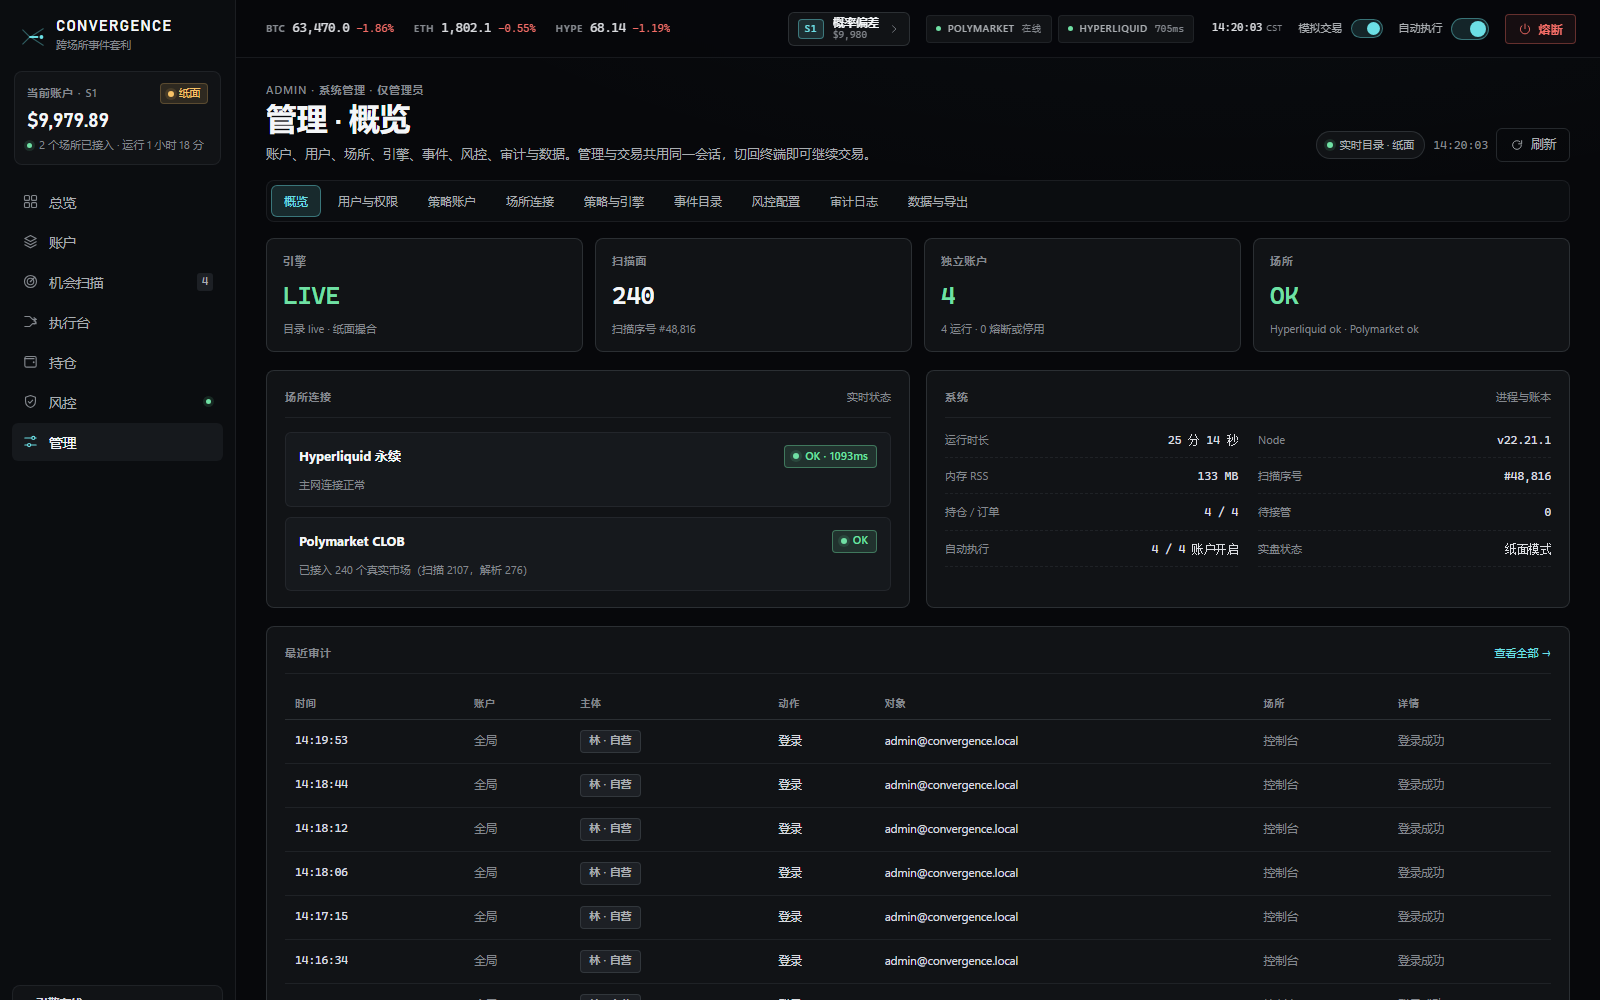 CONVERGENCE
跨场所事件套利
当前账户 · S1
纸面
$9,979.89
2 个场所已接入 · 运行 1 小时 18 分
总览
账户
机会扫描
4
执行台
持仓
风控
管理
BTC 63,470.0 -1.86%
ETH 1,802.1 -0.55%
HYPE 68.14 -1.19%
S1
概率偏差
$9,980
POLYMARKET 在线
HYPERLIQUID 705ms
14:20:03 CST
模拟交易
自动执行
熔断
ADMIN · 系统管理 · 仅管理员
管理 · 概览
账户、用户、场所、引擎、事件、风控、审计与数据。管理与交易共用同一会话，切回终端即可继续交易。
实时目录 · 纸面
14:20:03
刷新
概览
用户与权限
策略账户
场所连接
策略与引擎
事件目录
风控配置
审计日志
数据与导出
引擎
LIVE
目录 live · 纸面撮合
扫描面
240
扫描序号 #48,816
独立账户
4
4 运行 · 0 熔断或停用
场所
OK
Hyperliquid ok · Polymarket ok
场所连接
实时状态
Hyperliquid 永续
OK · 1093ms
主网连接正常
Polymarket CLOB
OK
已接入 240 个真实市场（扫描 2107，解析 276）
系统
进程与账本
运行时长 25 分 14 秒
Node v22.21.1
内存 RSS 133 MB
扫描序号 #48,816
持仓 / 订单 4 / 4
待接管 0
自动执行 4 / 4 账户开启
实盘状态 纸面模式
最近审计
查看全部 →
时间 账户 主体 动作 对象 场所 详情
14:19:53 全局 林 · 自营 登录 admin@convergence.local 控制台 登录成功
14:18:44 全局 林 · 自营 登录 admin@convergence.local 控制台 登录成功
14:18:12 全局 林 · 自营 登录 admin@convergence.local 控制台 登录成功
14:18:06 全局 林 · 自营 登录 admin@convergence.local 控制台 登录成功
14:17:15 全局 林 · 自营 登录 admin@convergence.local 控制台 登录成功
14:16:34 全局 林 · 自营 登录 admin@convergence.local 控制台 登录成功